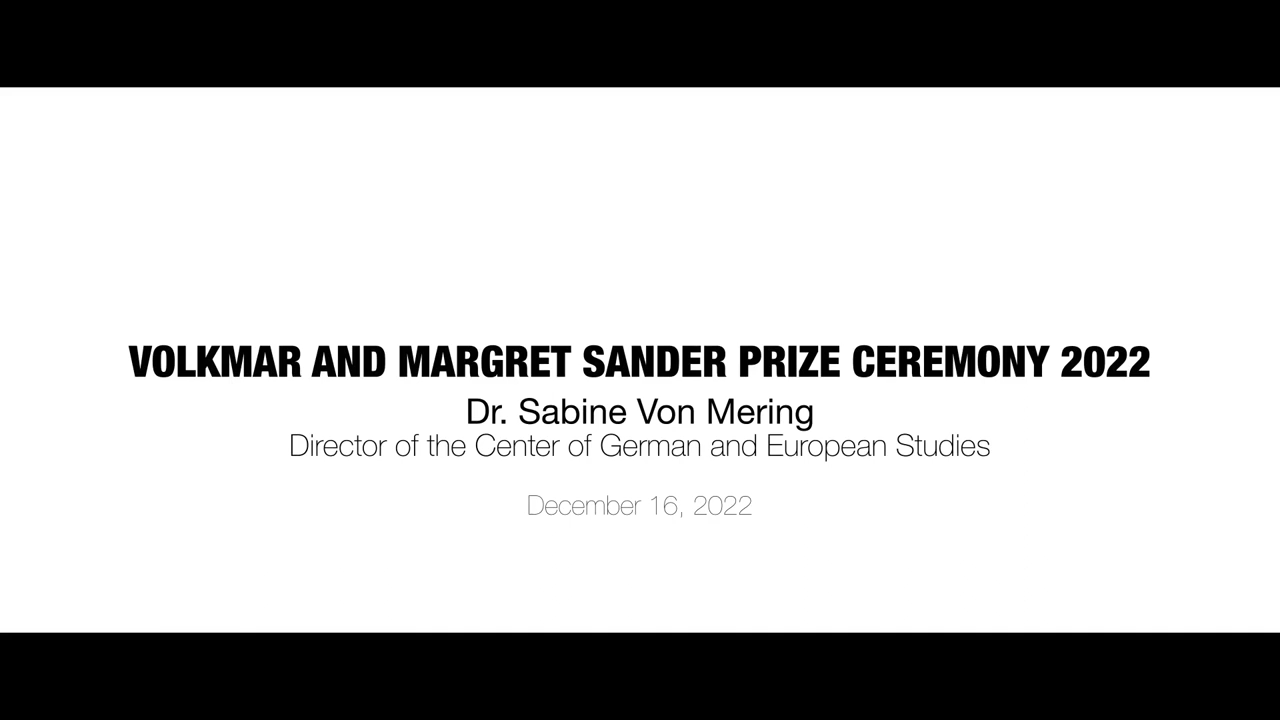 VOLKMAR AND MARGRET SANDER PRIZE CEREMONY 2022
Dr. Sabine Von Mering
Director of the Center of German and European Studies
December 16, 2022